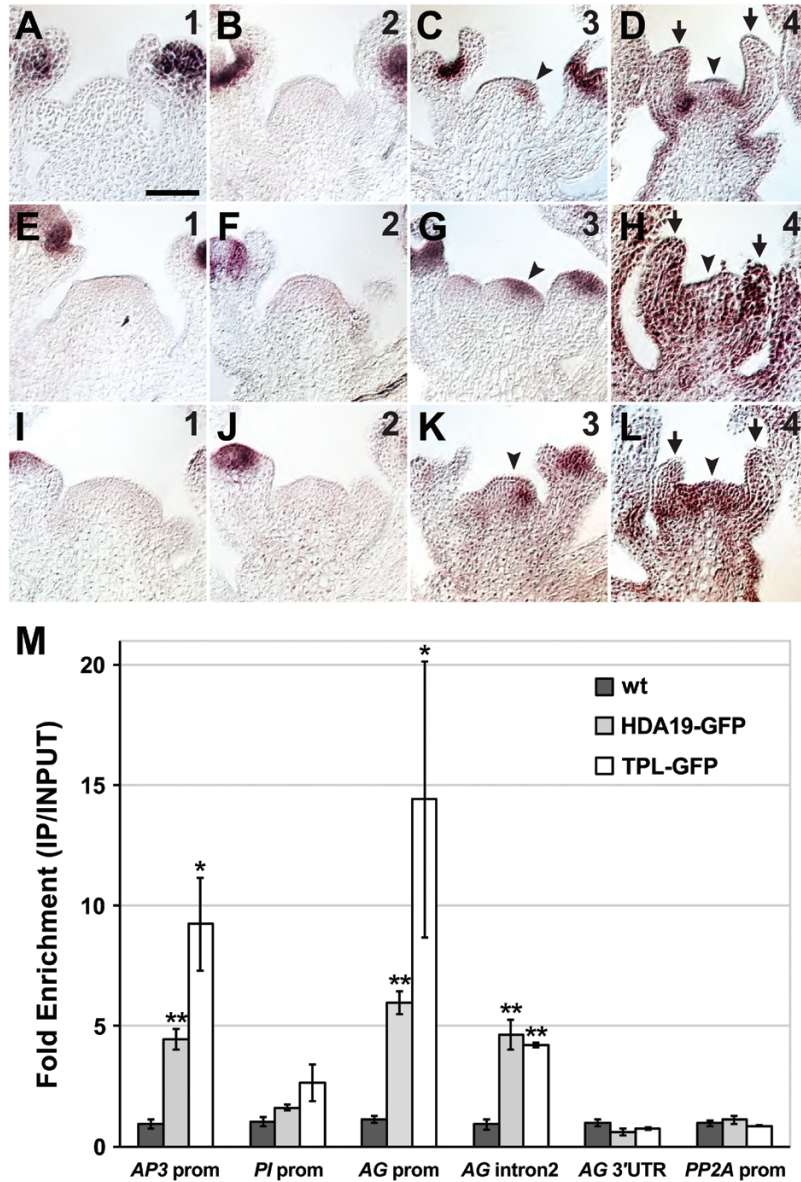 A 1 B 2 C 3 D 4
E 1 F 2 G 3 H 4
I 1 J 2 K 3 L 4
M
Fold Enrichment (IP/INPUT)
20
15
10
5
0
wt
HDA19-GFP
TPL-GFP
** *
** *
** **
AP3 prom PI prom AG prom AG intron2 AG 3'UTR PP2A prom